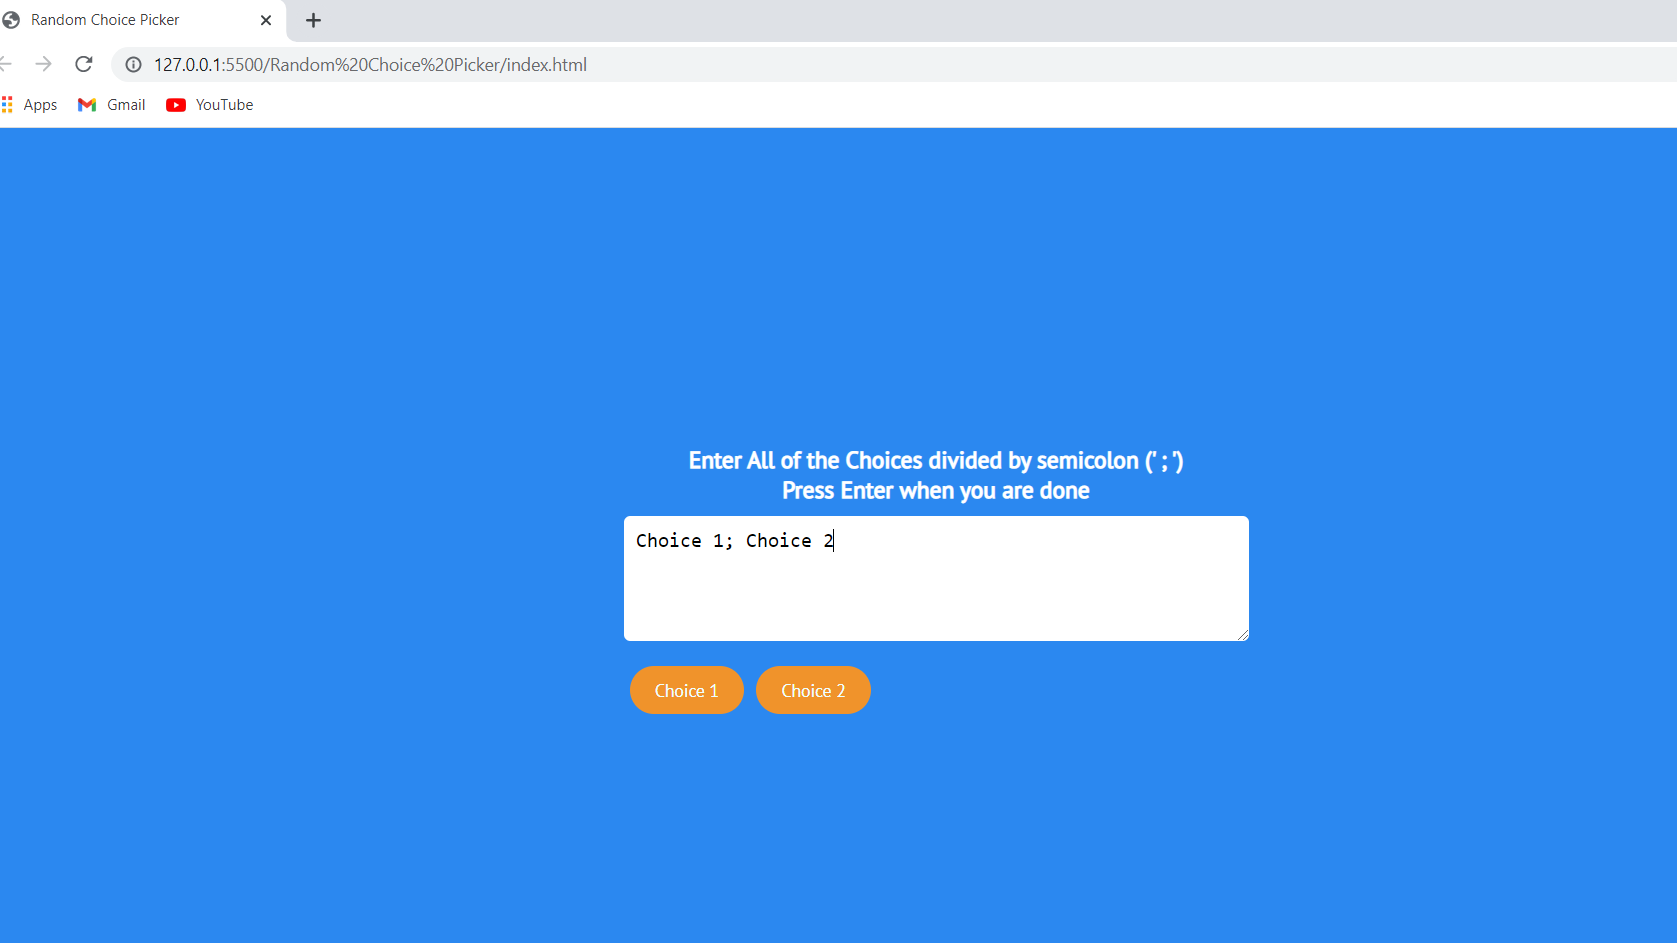 Random Choice Picker
127.0.0.1:5500/Random%20Choice%20Picker/index.html
Apps Gmail YouTube
Enter All of the Choices divided by semicolon (' ; ')
Press Enter when you are done
Choice 1; Choice 2
Choice 1 Choice 2